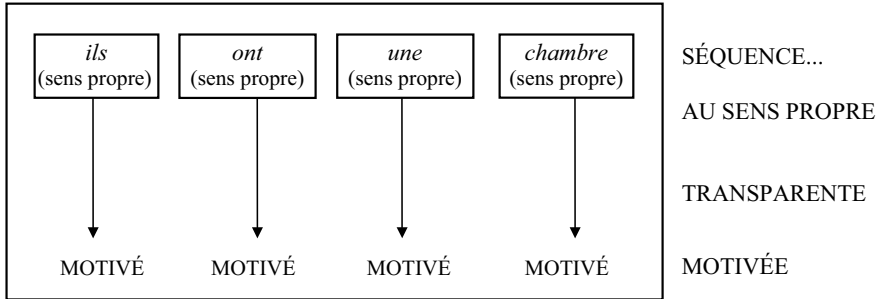 ils ont une chambre SÉQUENCE...
(sens propre) (sens propre) (sens propre) (sens propre)
AU SENS PROPRE
TRANSPARENTE
MOTIVÉ MOTIVÉ MOTIVÉ MOTIVÉ MOTIVÉE